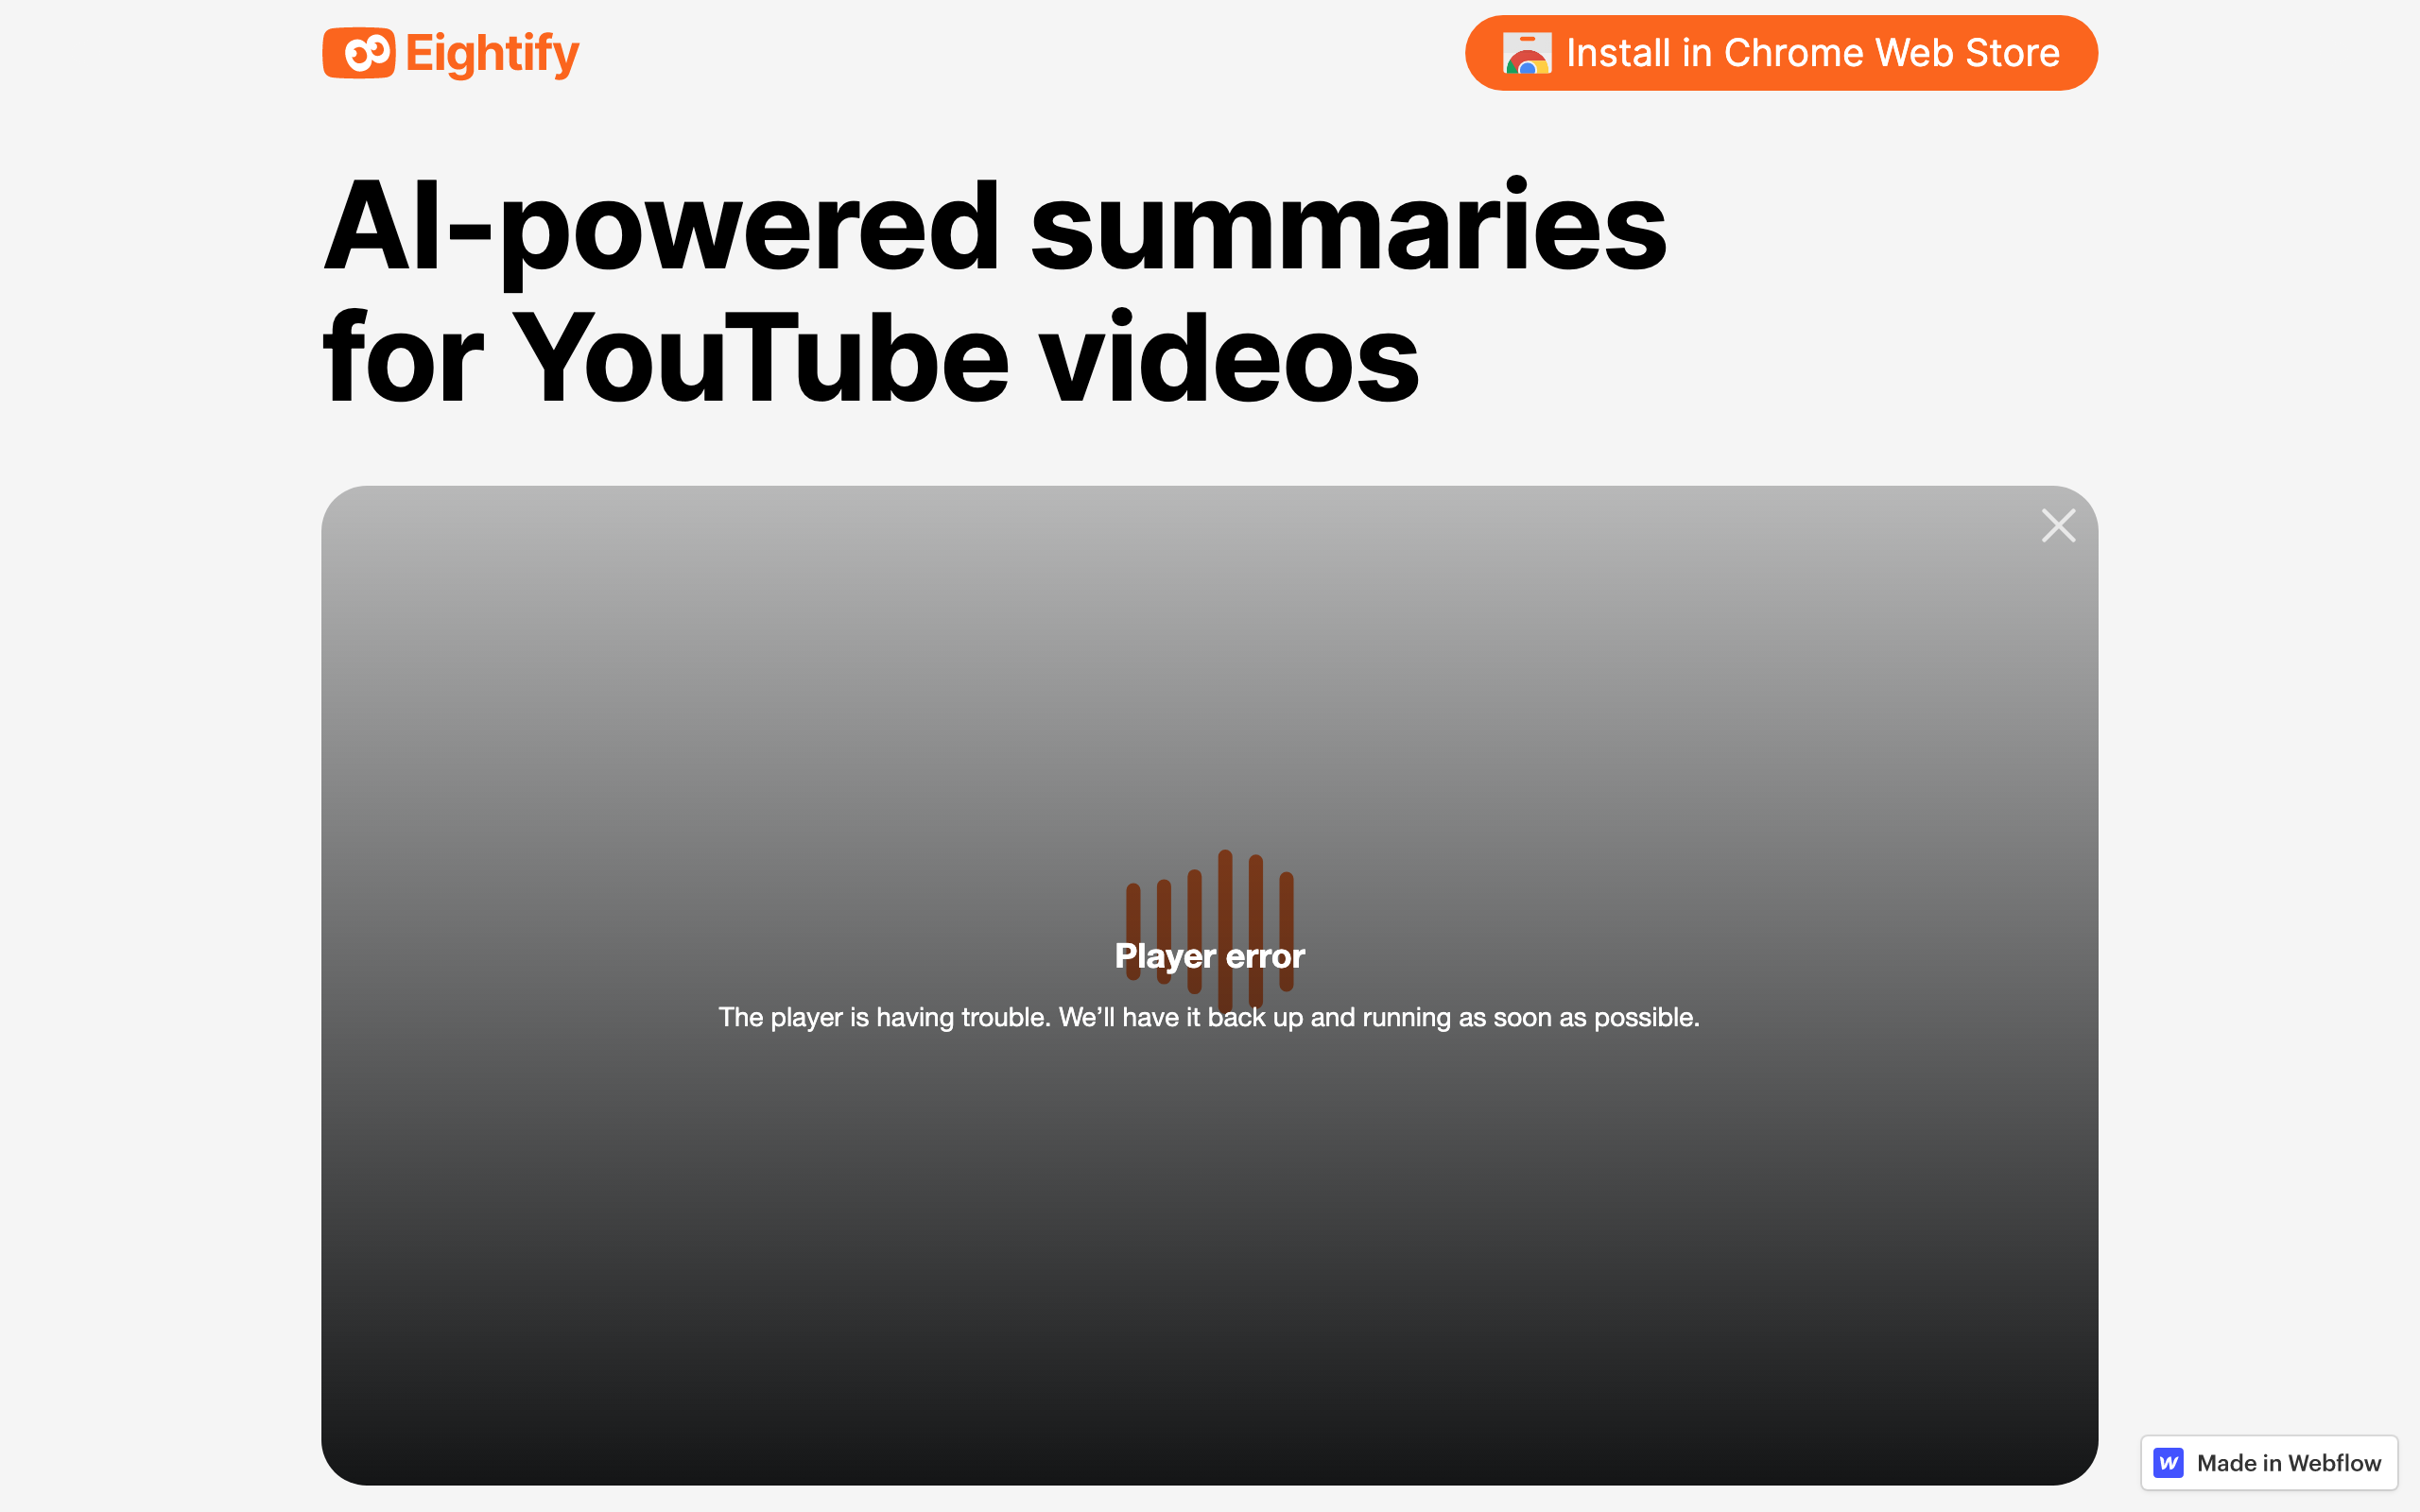 Eightify
Install in Chrome Web Store
AI-powered summaries
for YouTube videos
Player error
The player is having trouble. We’ll have it back up and running as soon as possible.
Made in Webflow